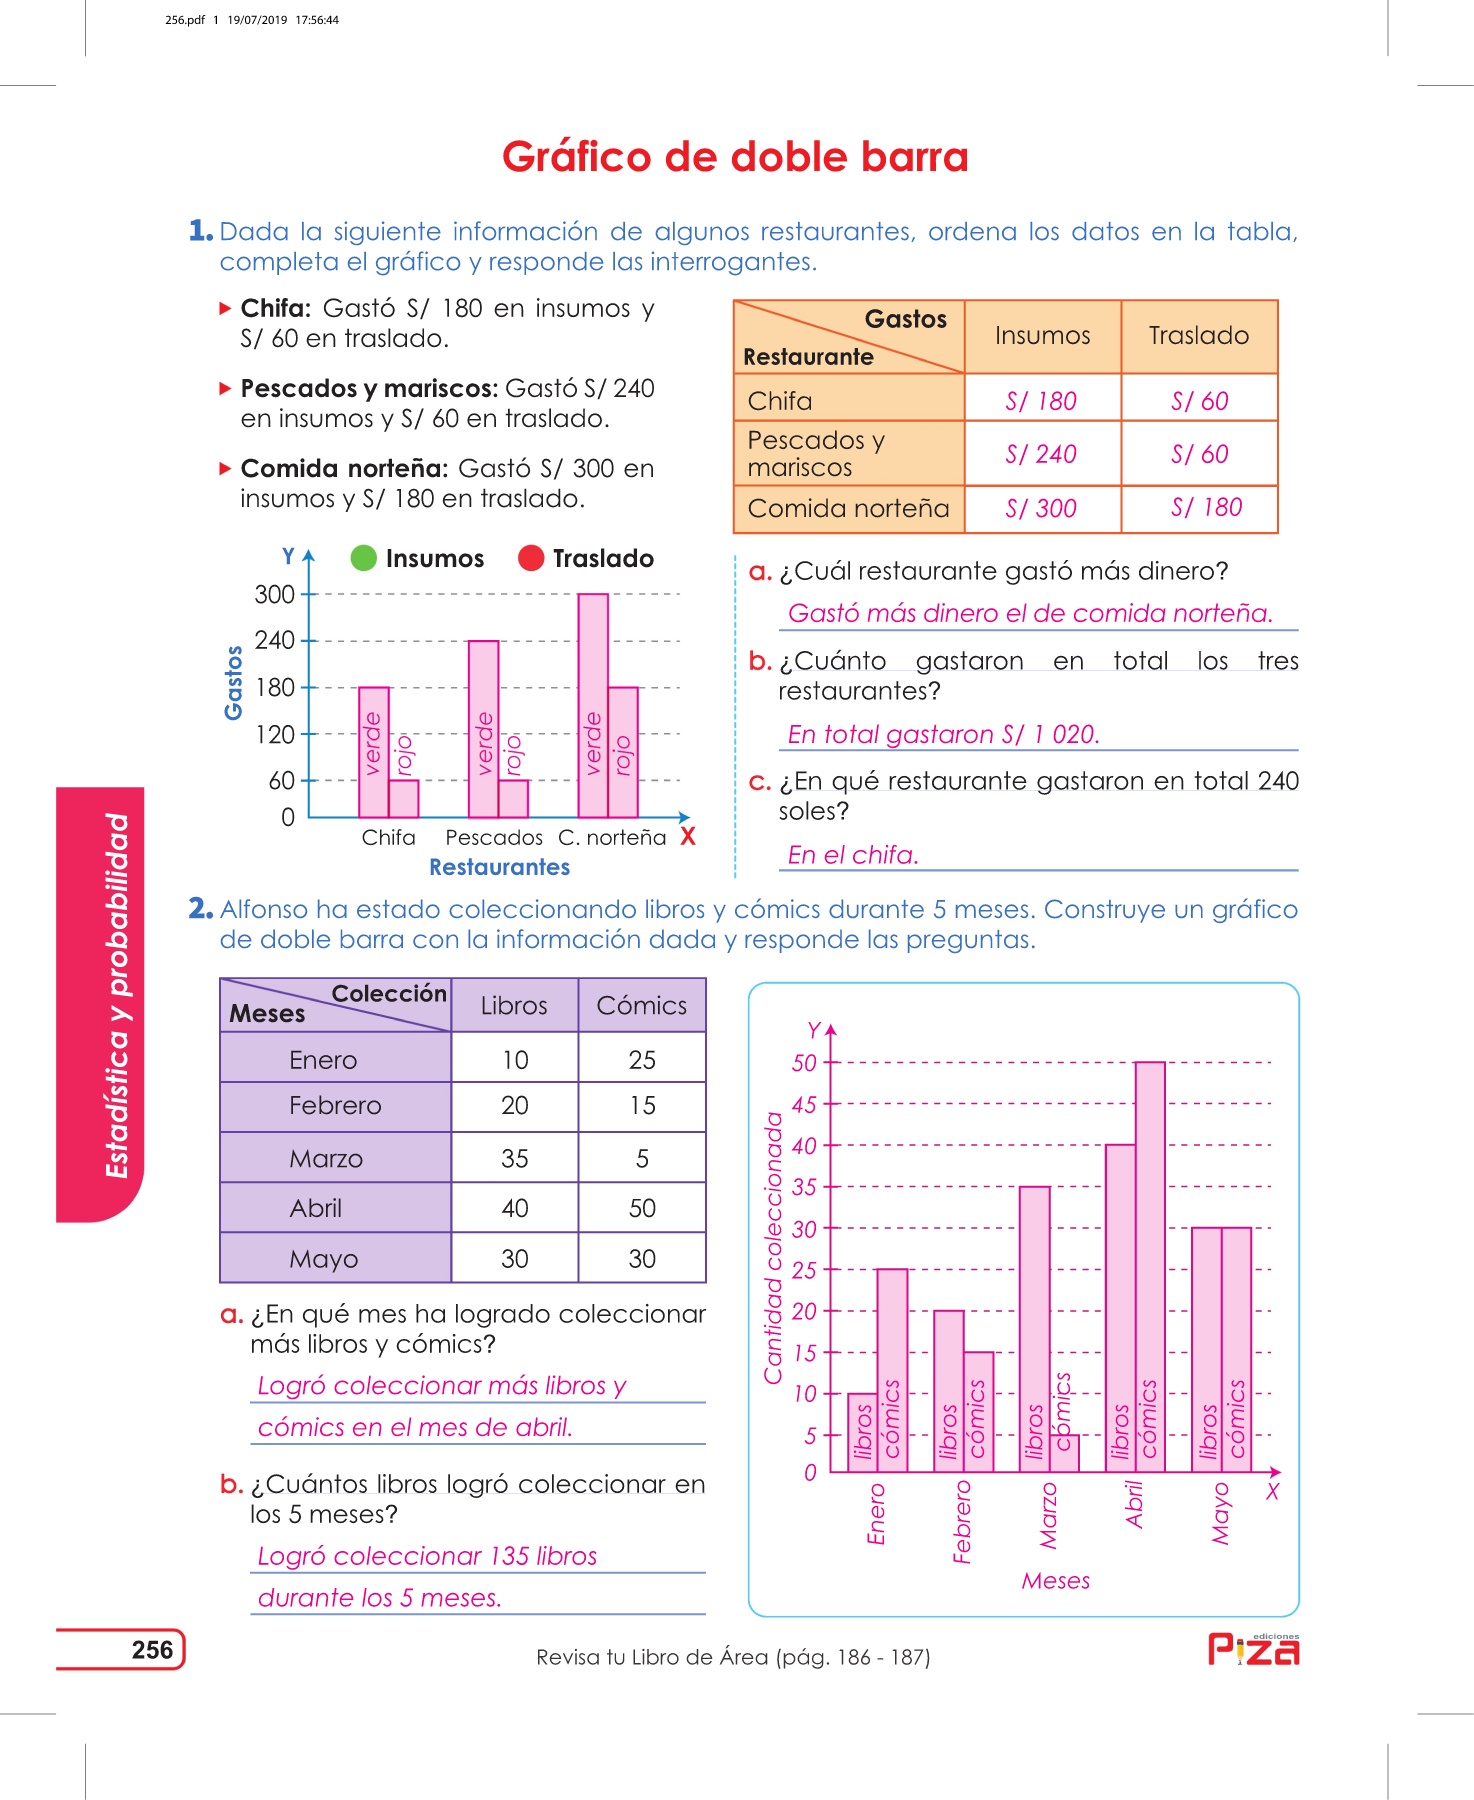 256.pdf 1 19/07/2019 17:56:44
Gráfico de doble barra
1. Dada la siguiente información de algunos restaurantes, ordena los datos en la tabla,
completa el gráfico y responde las interrogantes.
Chifa: Gastó S/ 180 en insumos y
S/ 60 en traslado.
Pescados y mariscos: Gastó S/ 240
en insumos y S/ 60 en traslado.
Comida norteña: Gastó S/ 300 en
insumos y S/ 180 en traslado.
Gastos
Restaurante
Insumos
Traslado
Chifa
S/ 180
S/ 60
Pescados y
mariscos
S/ 240
S/ 60
Comida norteña
S/ 300
S/ 180
Y
Insumos
Traslado
Gastos
300
240
180
120
60
0
verde
rojo
verde
rojo
verde
rojo
Chifa
Pescados
C. norteña
X
Restaurantes
a. ¿Cuál restaurante gastó más dinero?
Gastó más dinero el de comida norteña.
b. ¿Cuánto gastaron en total los tres
restaurantes?
En total gastaron S/ 1 020.
c. ¿En qué restaurante gastaron en total 240
soles?
En el chifa.
Estadística y probabilidad
2. Alfonso ha estado coleccionando libros y cómics durante 5 meses. Construye un gráfico
de doble barra con la información dada y responde las preguntas.
Colección
Meses
Libros
Cómics
Enero
10
25
Febrero
20
15
Marzo
35
5
Abril
40
50
Mayo
30
30
a. ¿En qué mes ha logrado coleccionar
más libros y cómics?
Logró coleccionar más libros y
cómics en el mes de abril.
b. ¿Cuántos libros logró coleccionar en
los 5 meses?
Logró coleccionar 135 libros
durante los 5 meses.
Y
Cantidad coleccionada
50
45
40
35
30
25
20
15
10
5
0
libros
cómics
libros
cómics
libros
cómics
libros
cómics
libros
cómics
Enero
Febrero
Marzo
Abril
Mayo
X
Meses
256
Revisa tu Libro de Área (pág. 186 - 187)
ediciones
Piza